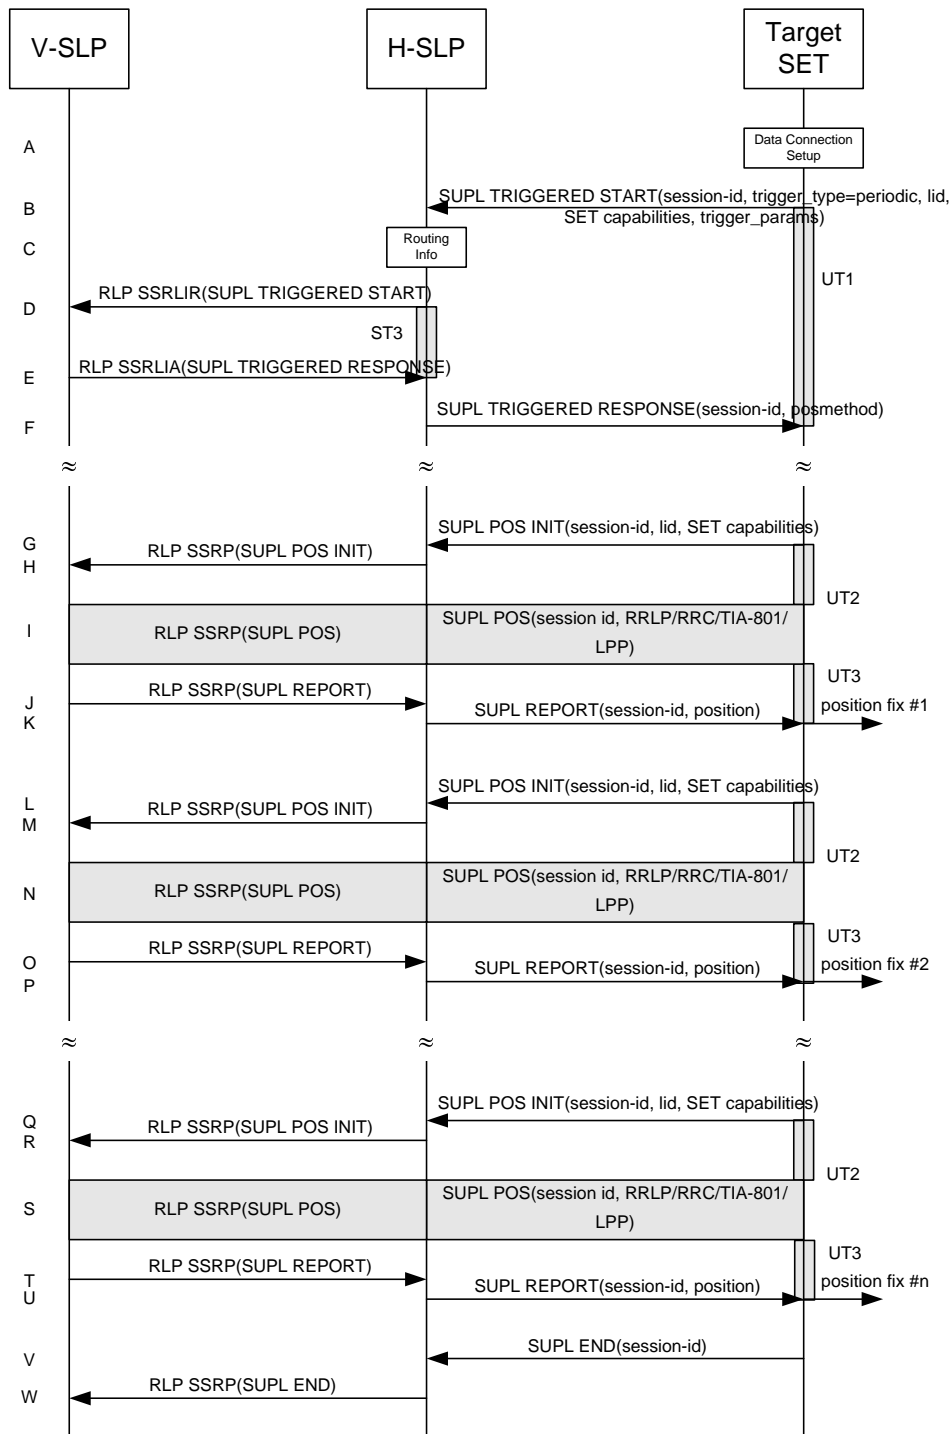 V-SLP
H-SLP
Target
SET
A
Data Connection
Setup
B
SUPL TRIGGERED START(session-id, trigger_type=periodic, lid,
SET capabilities, trigger_params)
C
Routing
Info
UT1
D
RLP SSRLIR(SUPL TRIGGERED START)
ST3
E
RLP SSRLIA(SUPL TRIGGERED RESPONSE)
F
SUPL TRIGGERED RESPONSE(session-id, posmethod)
≈ ≈ ≈
G
SUPL POS INIT(session-id, lid, SET capabilities)
H
RLP SSRP(SUPL POS INIT)
UT2
I
RLP SSRP(SUPL POS)
SUPL POS(session id, RRLP/RRC/TIA-801/
LPP)
UT3
J
RLP SSRP(SUPL REPORT)
K
SUPL REPORT(session-id, position)
position fix #1
L
SUPL POS INIT(session-id, lid, SET capabilities)
M
RLP SSRP(SUPL POS INIT)
UT2
N
RLP SSRP(SUPL POS)
SUPL POS(session id, RRLP/RRC/TIA-801/
LPP)
UT3
O
RLP SSRP(SUPL REPORT)
P
SUPL REPORT(session-id, position)
position fix #2
≈ ≈ ≈
Q
SUPL POS INIT(session-id, lid, SET capabilities)
R
RLP SSRP(SUPL POS INIT)
UT2
S
RLP SSRP(SUPL POS)
SUPL POS(session id, RRLP/RRC/TIA-801/
LPP)
UT3
T
RLP SSRP(SUPL REPORT)
U
SUPL REPORT(session-id, position)
position fix #n
V
SUPL END(session-id)
W
RLP SSRP(SUPL END)